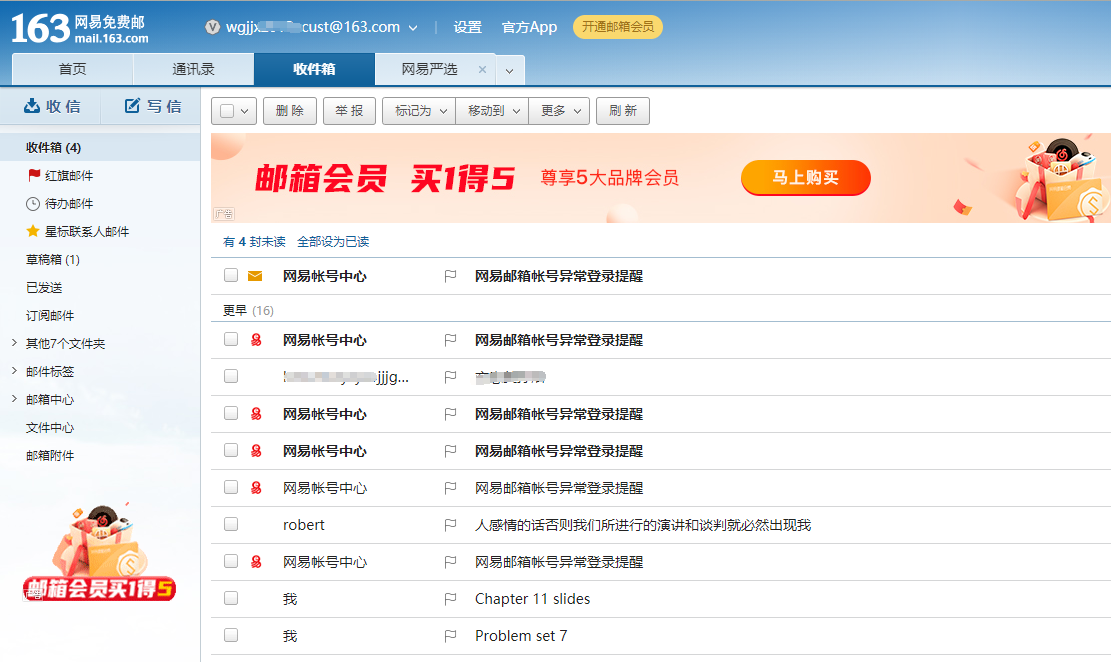 163 网易免费邮
mail.163.com
cust@163.com
设置 官方App 开通邮箱会员
首页 通讯录 收件箱 网易严选 ×
收信 写信
删 除 举 报 标记为 移动到 更多 刷 新
收件箱 (4)
红旗邮件
待办邮件
星标联系人邮件
草稿箱 (1)
已发送
订阅邮件
其他7个文件夹
邮件标签
邮箱中心
文件中心
邮箱附件
邮箱会员买1得5
广告
邮箱会员 买1得5 尊享5大品牌会员 马上购买
广告
有 4 封未读 全部设为已读
网易帐号中心 网易邮箱帐号异常登录提醒
更早 (16)
网易帐号中心 网易邮箱帐号异常登录提醒
jjjg...
网易帐号中心 网易邮箱帐号异常登录提醒
网易帐号中心 网易邮箱帐号异常登录提醒
网易帐号中心 网易邮箱帐号异常登录提醒
robert 人感情的话否则我们所进行的演讲和谈判就必然出现我
网易帐号中心 网易邮箱帐号异常登录提醒
我 Chapter 11 slides
我 Problem set 7